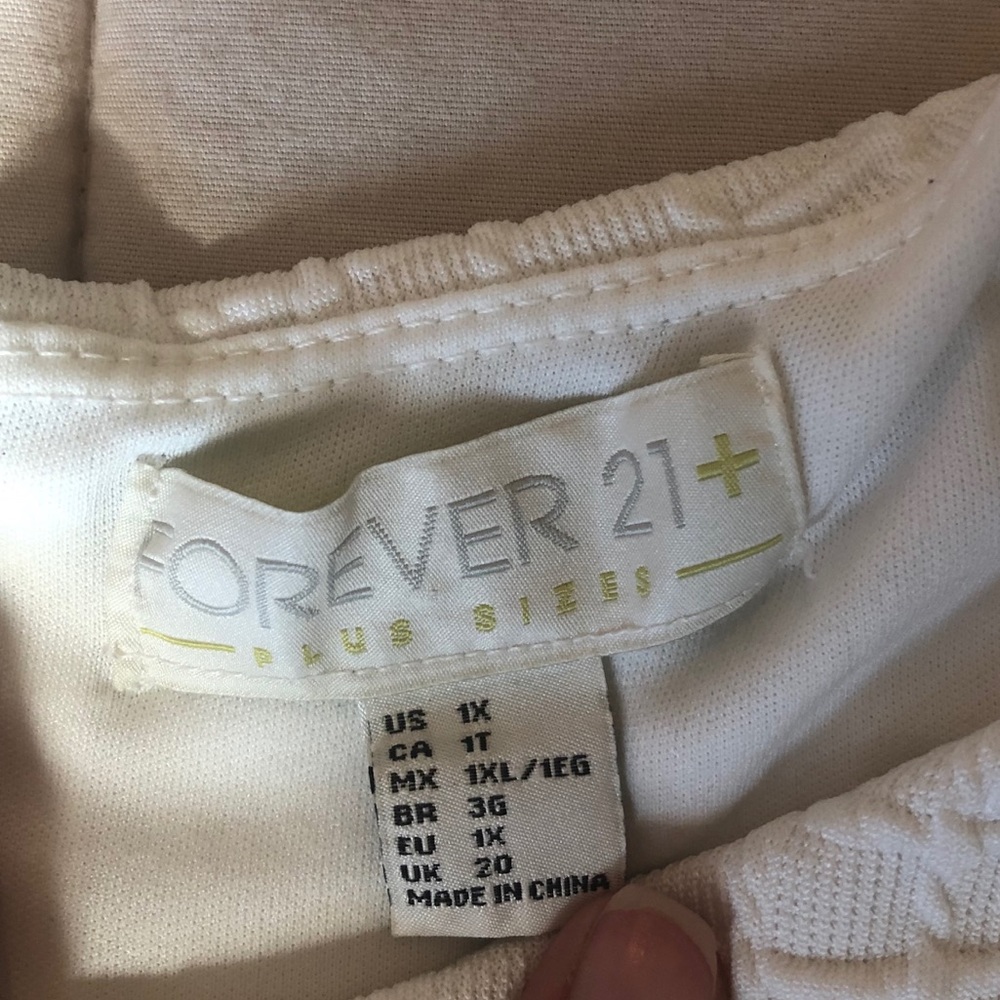 FOREVER 21+
PLUS SIZES
US 1X
CA 1T
MX 1XL/1EG
BR 3G
EU 1X
UK 20
MADE IN CHINA